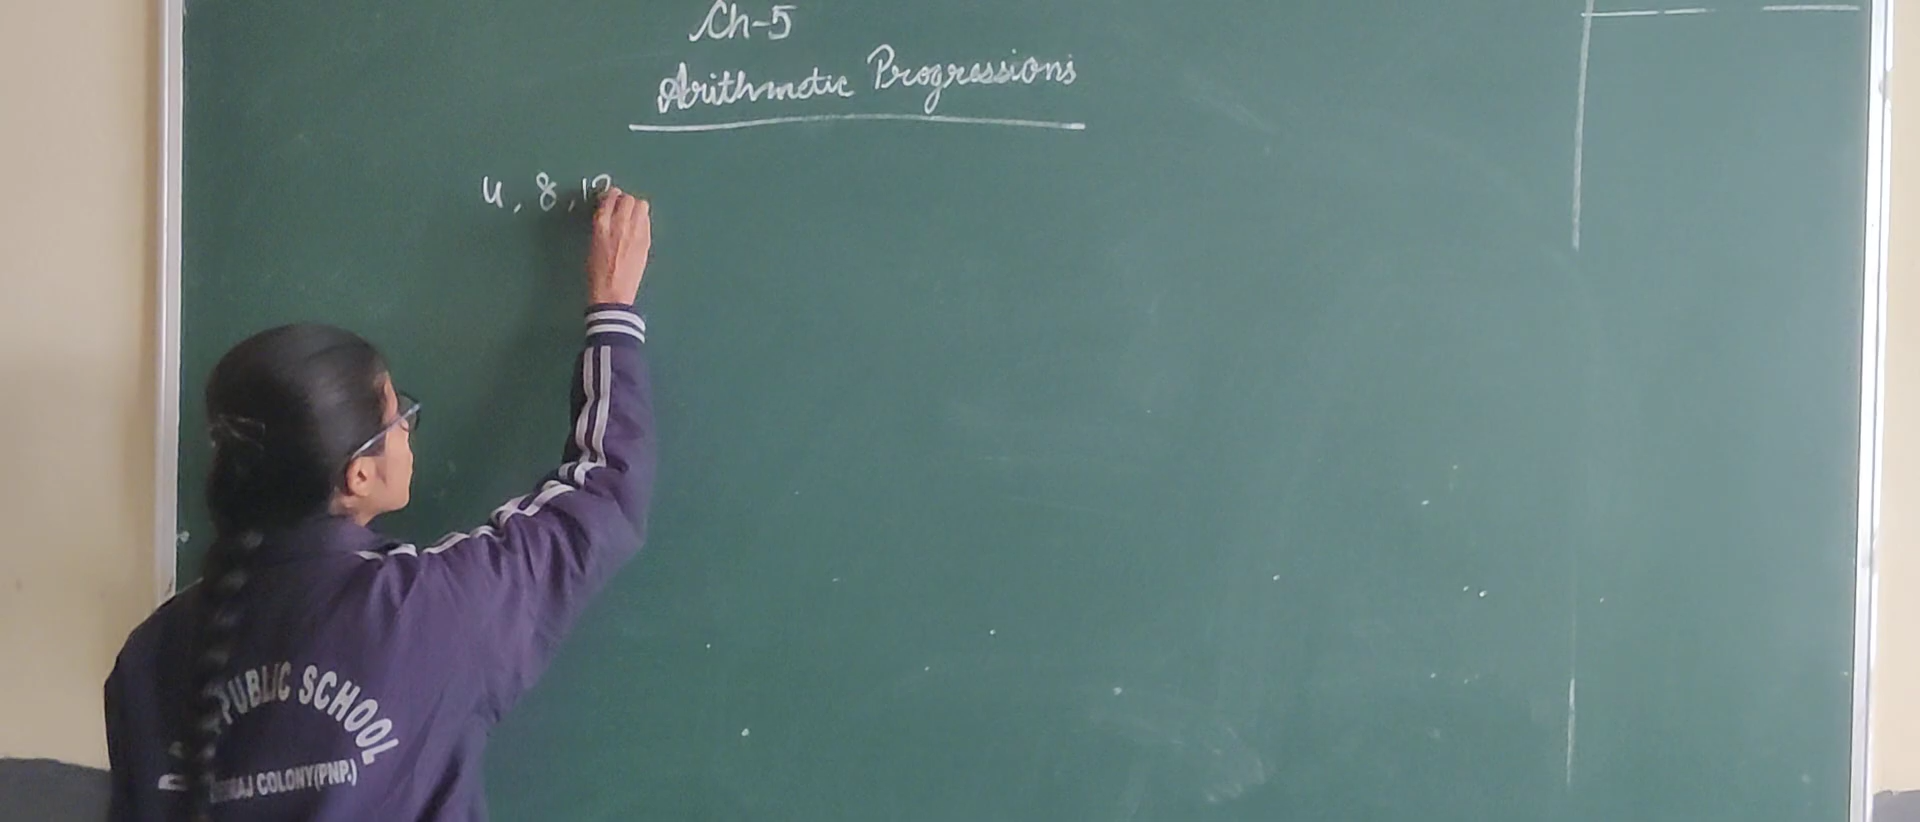 Ch-5
Arithmetic Progressions
4, 8, 12
PUBLIC SCHOOL
COLONY(PNP.)